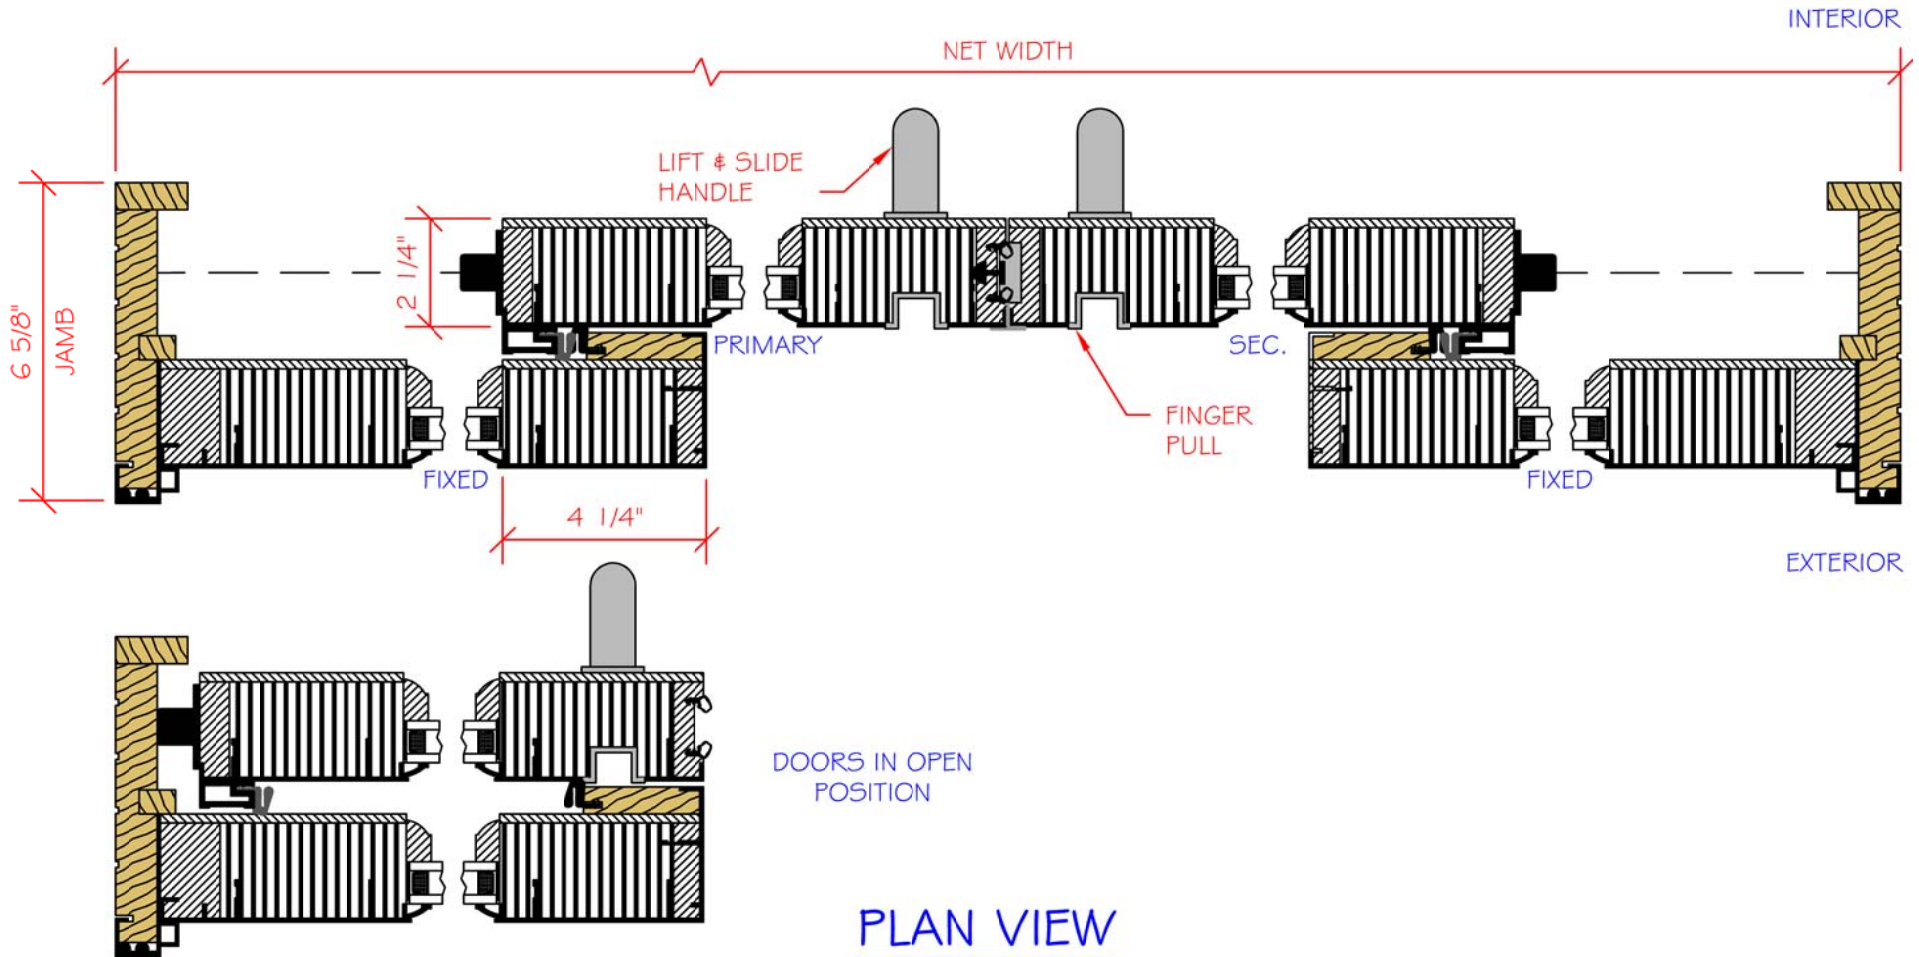 INTERIOR
NET WIDTH
LIFT & SLIDE
HANDLE
2 1/4"
6 5/8"
JAMB
PRIMARY
SEC.
FINGER
PULL
FIXED
FIXED
4 1/4"
EXTERIOR
DOORS IN OPEN
POSITION
PLAN VIEW